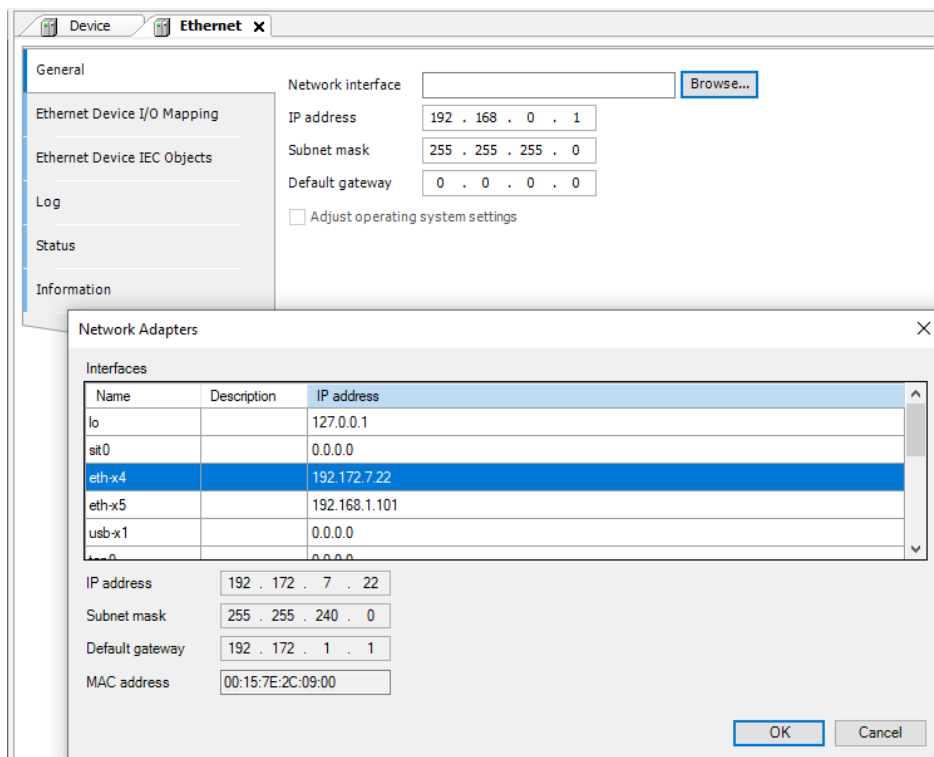 Device Ethernet
General
Network interface Browse...
Ethernet Device I/O Mapping
IP address 192 . 168 . 0 . 1
Subnet mask 255 . 255 . 255 . 0
Ethernet Device IEC Objects
Default gateway 0 . 0 . 0 . 0
Log
Adjust operating system settings
Status
Information
Network Adapters
Interfaces
Name Description IP address
lo 127.0.0.1
sit0 0.0.0.0
eth-x4 192.172.7.22
eth-x5 192.168.1.101
usb-x1 0.0.0.0
IP address 192 . 172 . 7 . 22
Subnet mask 255 . 255 . 240 . 0
Default gateway 192 . 172 . 1 . 1
MAC address 00:15:7E:2C:09:00
OK Cancel